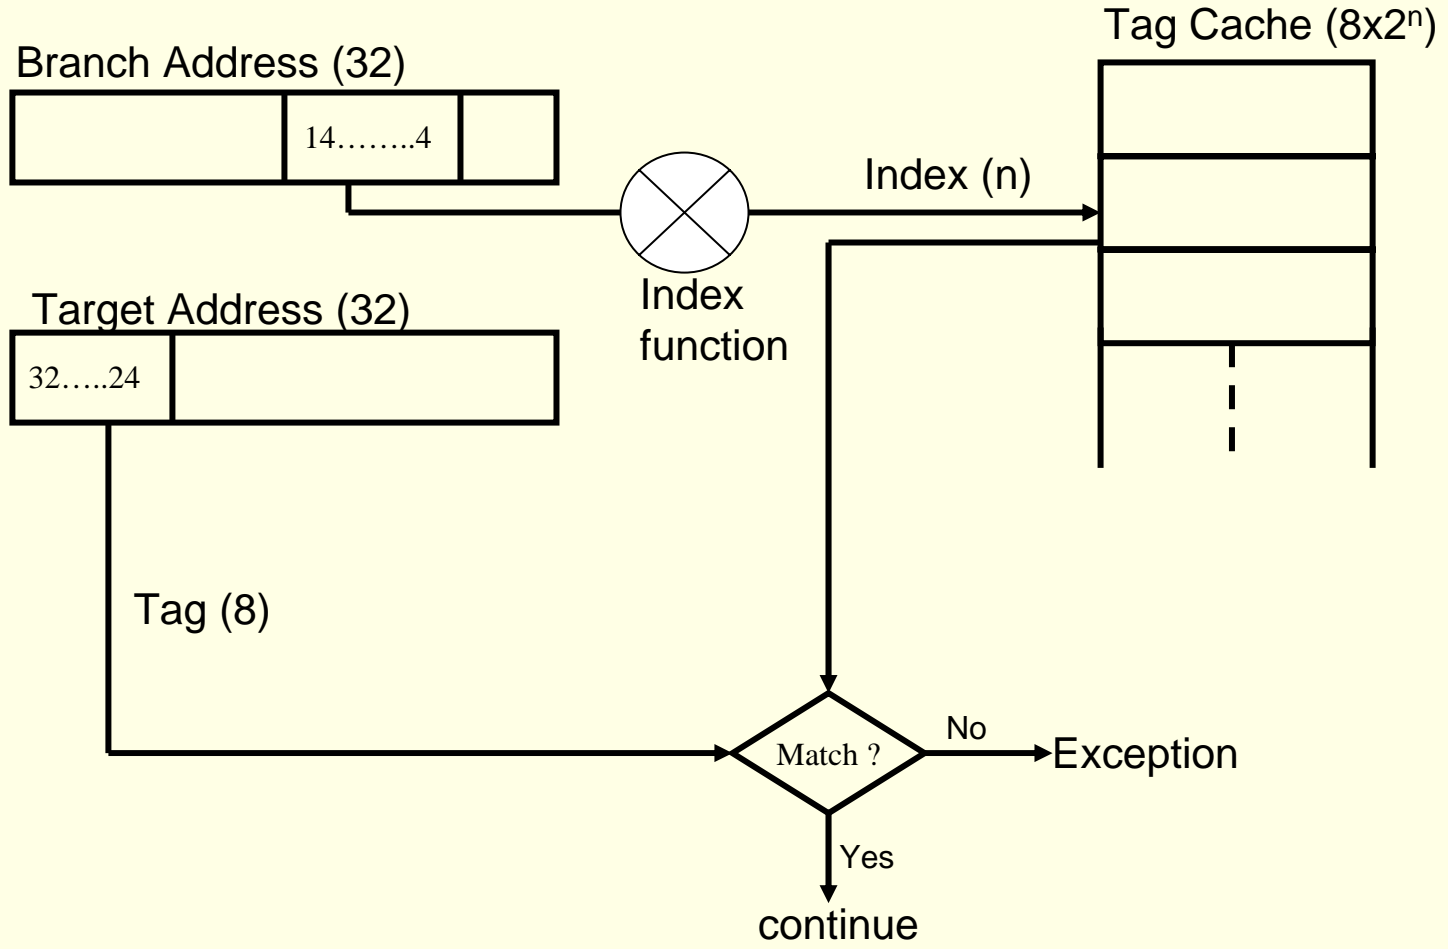 Tag Cache (8x2ⁿ)
Branch Address (32)
14……..4
Index (n)
Index
function
Target Address (32)
32…..24
Tag (8)
Match ?
No
Exception
Yes
continue